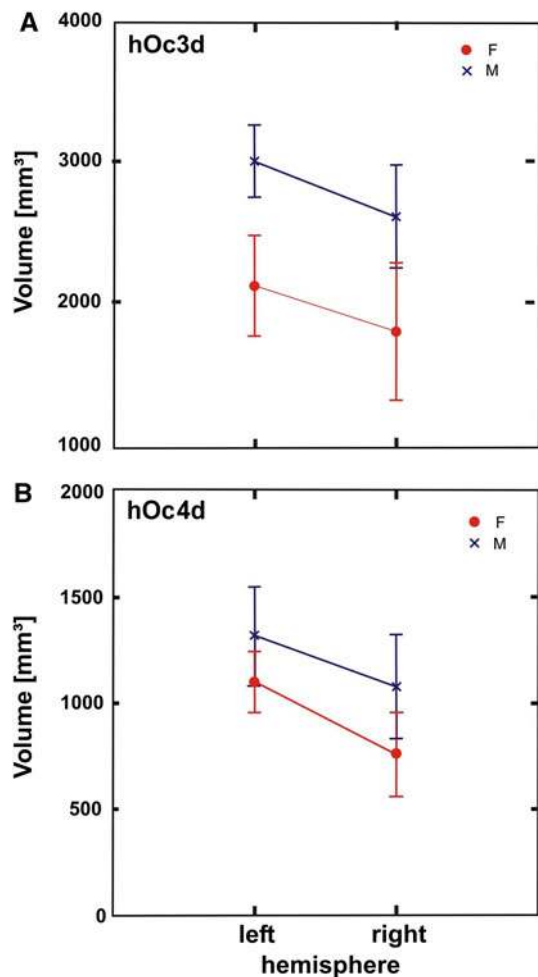 A
4000
hOc3d
F
M
3000
2000
1000
Volume [mm³]
B
2000
hOc4d
F
M
1500
1000
500
0
Volume [mm³]
left right
hemisphere